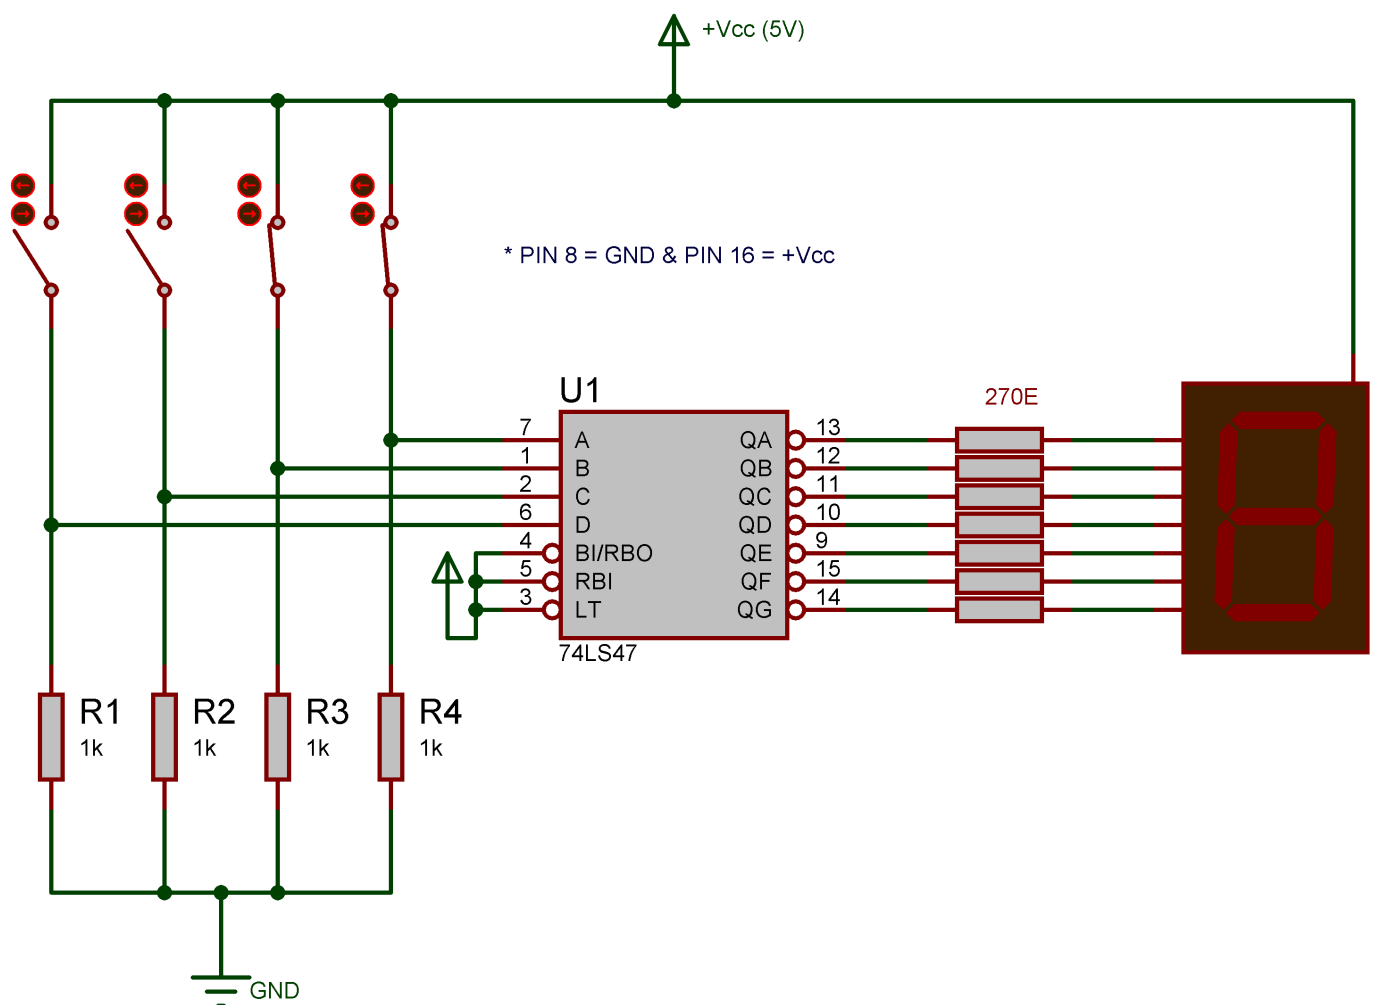 +Vcc (5V)
* PIN 8 = GND & PIN 16 = +Vcc
U1
270E
7 A QA 13
1 B QB 12
2 C QC 11
6 D QD 10
4 BI/RBO QE 9
5 RBI QF 15
3 LT QG 14
74LS47
R1 R2 R3 R4
1k 1k 1k 1k
GND